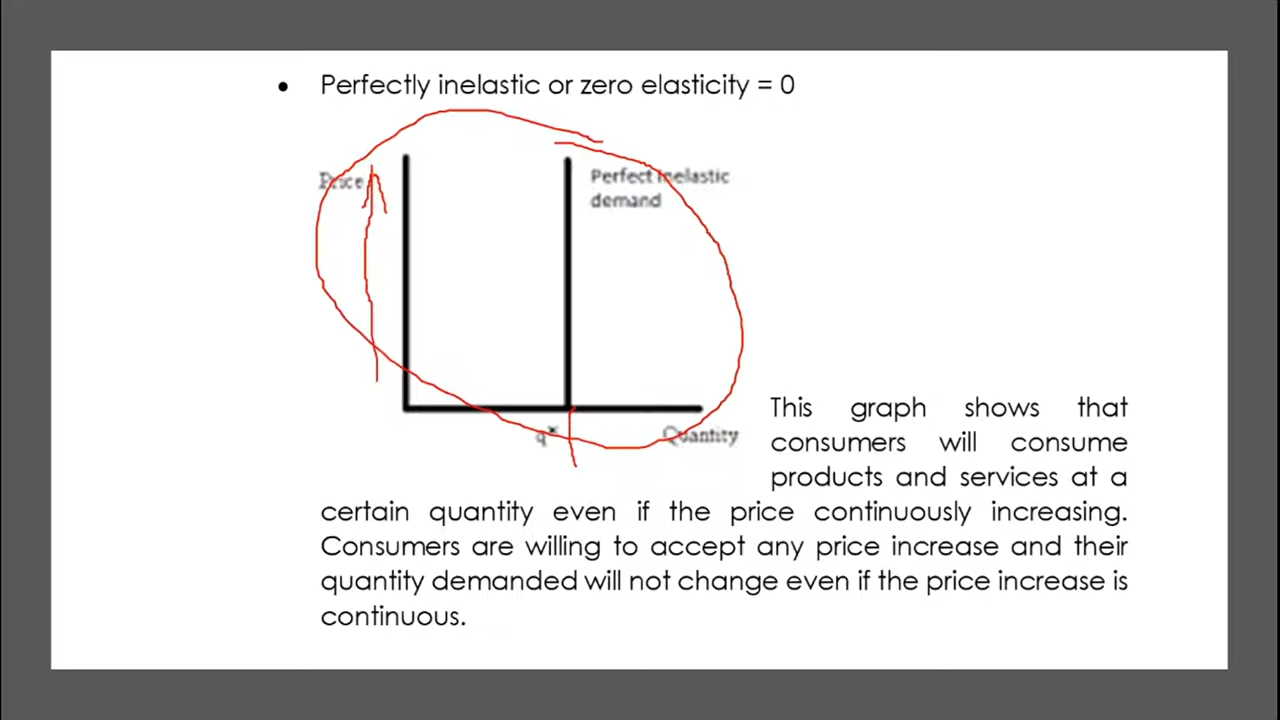 • Perfectly inelastic or zero elasticity = 0
Price
Perfect inelastic
demand
q*
Quantity
This graph shows that
consumers will consume
products and services at a
certain quantity even if the price continuously increasing.
Consumers are willing to accept any price increase and their
quantity demanded will not change even if the price increase is
continuous.